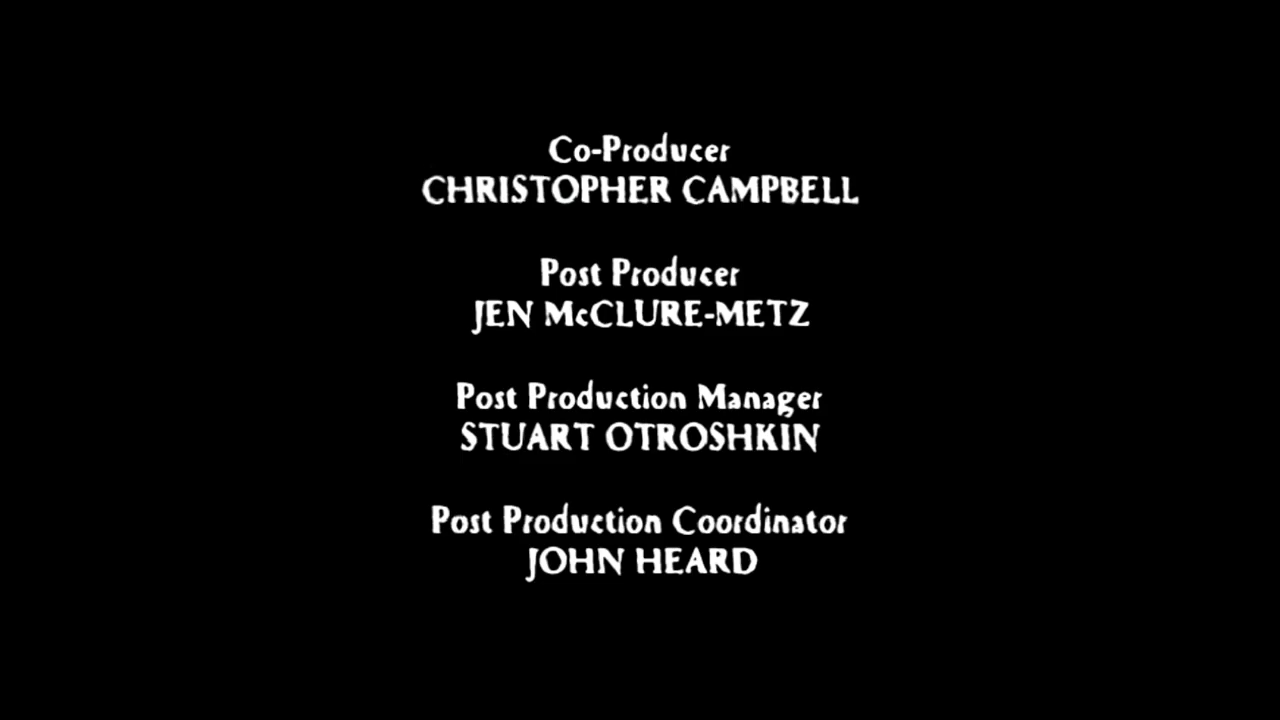 Co-Producer
CHRISTOPHER CAMPBELL
Post Producer
JEN McCLURE-METZ
Post Production Manager
STUART OTROSHKIN
Post Production Coordinator
JOHN HEARD